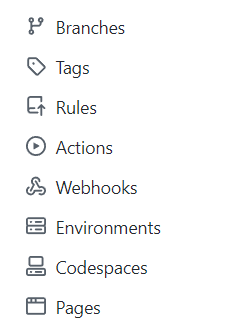 Branches
Tags
Rules
Actions
Webhooks
Environments
Codespaces
Pages